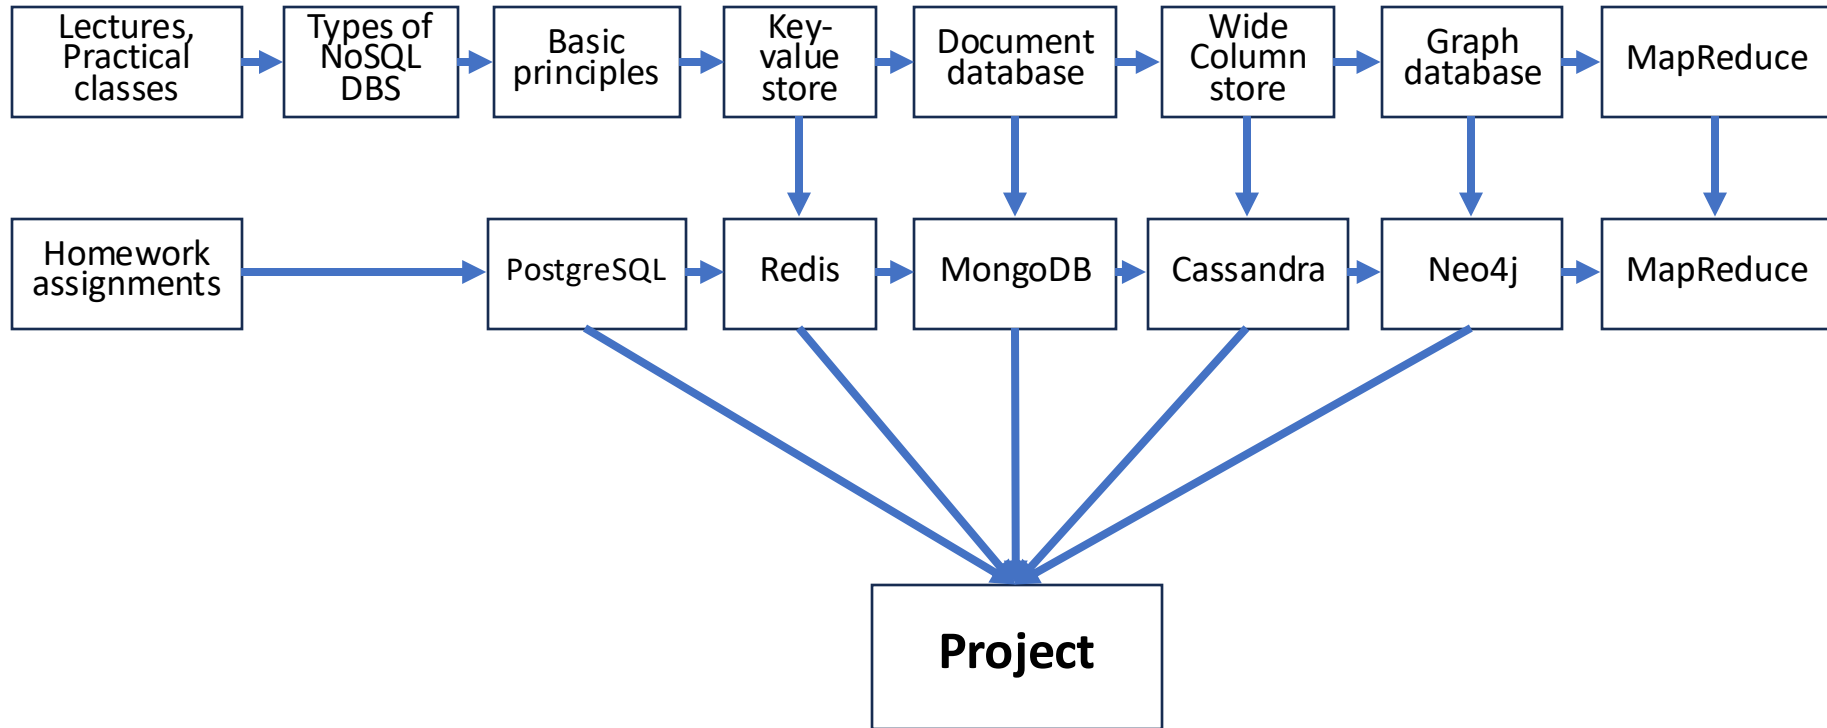 Lectures,
Practical
classes
Types of
NoSQL
DBS
Basic
principles
Key-
value
store
Document
database
Wide
Column
store
Graph
database
MapReduce
Homework
assignments
PostgreSQL
Redis
MongoDB
Cassandra
Neo4j
MapReduce
Project